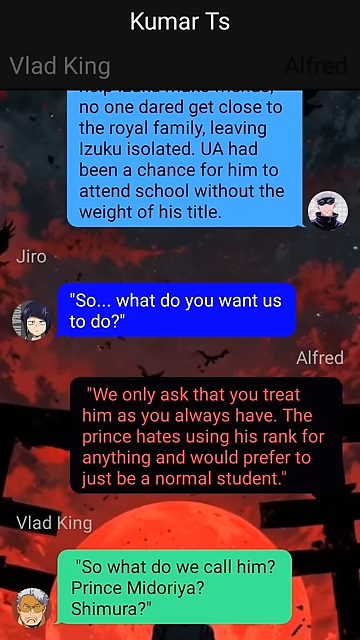 Kumar Ts
Vlad King
Alfred
help Izuku make friends,
no one dared get close to
the royal family, leaving
Izuku isolated. UA had
been a chance for him to
attend school without the
weight of his title.
Jiro
"So... what do you want us
to do?"
Alfred
"We only ask that you treat
him as you always have. The
prince hates using his rank for
anything and would prefer to
just be a normal student."
Vlad King
"So what do we call him?
Prince Midoriya?
Shimura?"